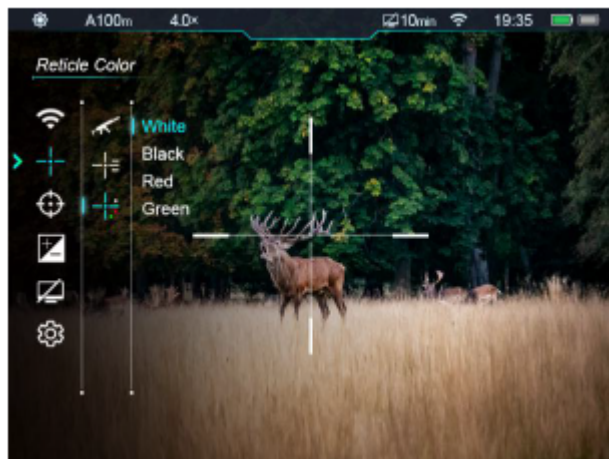 A100m 4.0× 10min 19:35
Reticle Color
White
Black
Red
Green